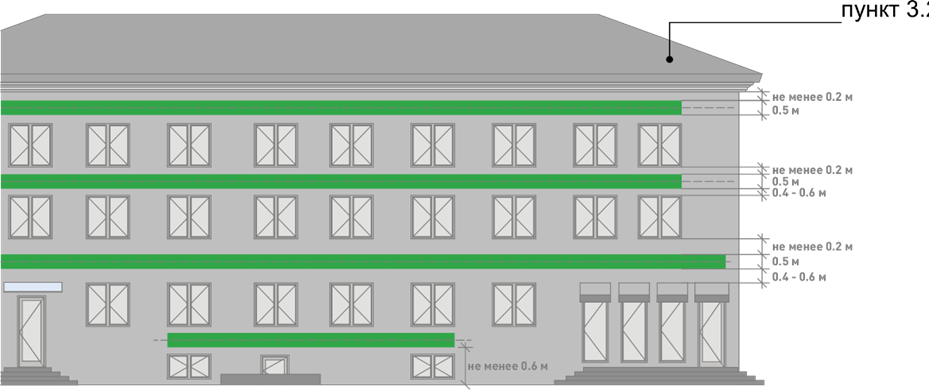 пункт 3.2
не менее 0.2 м
0.5 м
не менее 0.2 м
0.5 м
0.4 - 0.6 м
не менее 0.2 м
0.5 м
0.4 - 0.6 м
не менее 0.6 м